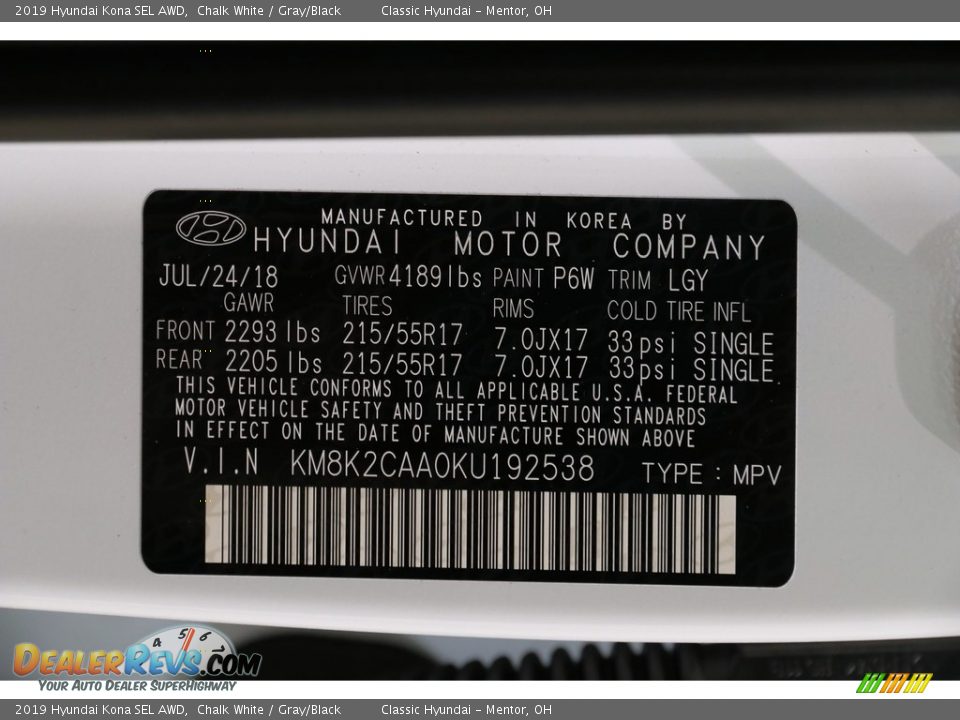 2019 Hyundai Kona SEL AWD, Chalk White / Gray/Black Classic Hyundai - Mentor, OH
MANUFACTURED IN KOREA BY
HYUNDAI MOTOR COMPANY
JUL/24/18 GVWR 4189lbs PAINT P6W TRIM LGY
GAWR TIRES RIMS COLD TIRE INFL
FRONT 2293 lbs 215/55R17 7.0JX17 33psi SINGLE
REAR 2205 lbs 215/55R17 7.0JX17 33psi SINGLE
THIS VEHICLE CONFORMS TO ALL APPLICABLE U.S.A. FEDERAL
MOTOR VEHICLE SAFETY AND THEFT PREVENTION STANDARDS
IN EFFECT ON THE DATE OF MANUFACTURE SHOWN ABOVE
V.I.N KM8K2CAA0KU192538 TYPE : MPV
4 5 6
DEALERREVS.COM
YOUR AUTO DEALER SUPERHIGHWAY
2019 Hyundai Kona SEL AWD, Chalk White / Gray/Black Classic Hyundai - Mentor, OH